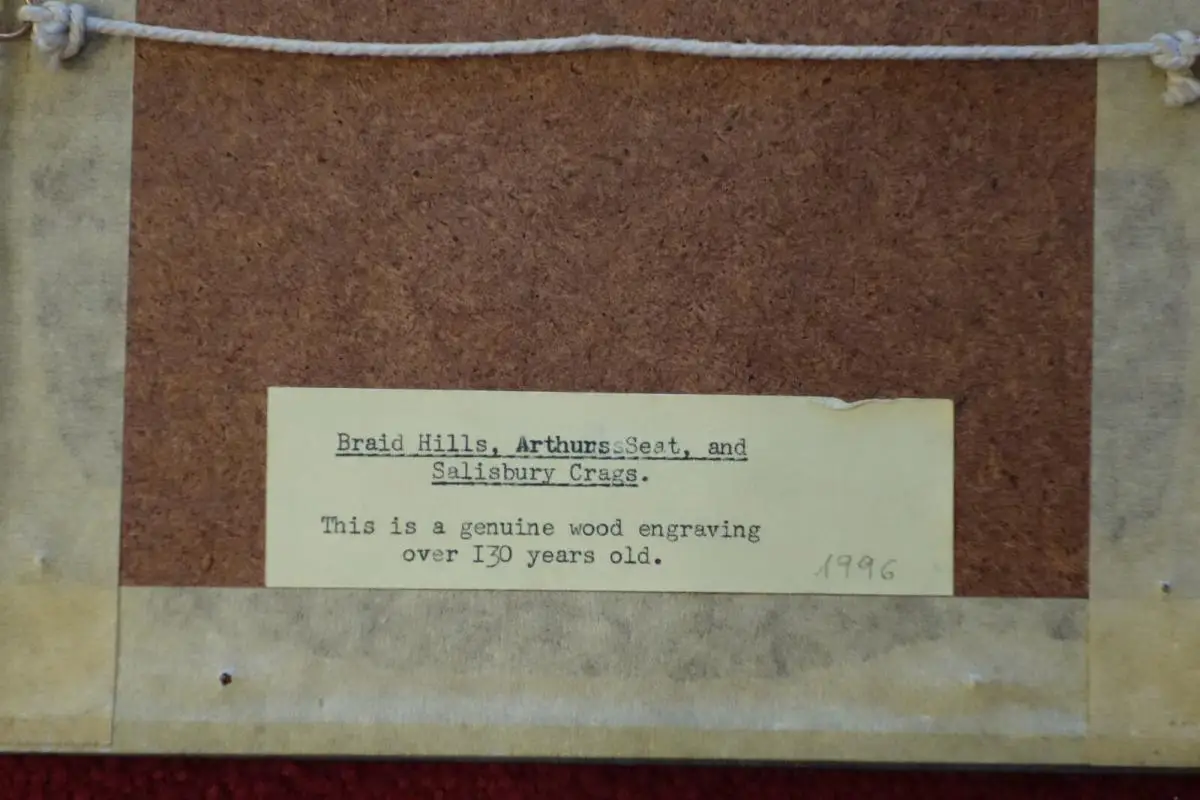 Braid Hills, ArthurssSeat, and
Salisbury Crags.
This is a genuine wood engraving
over I30 years old.
1996